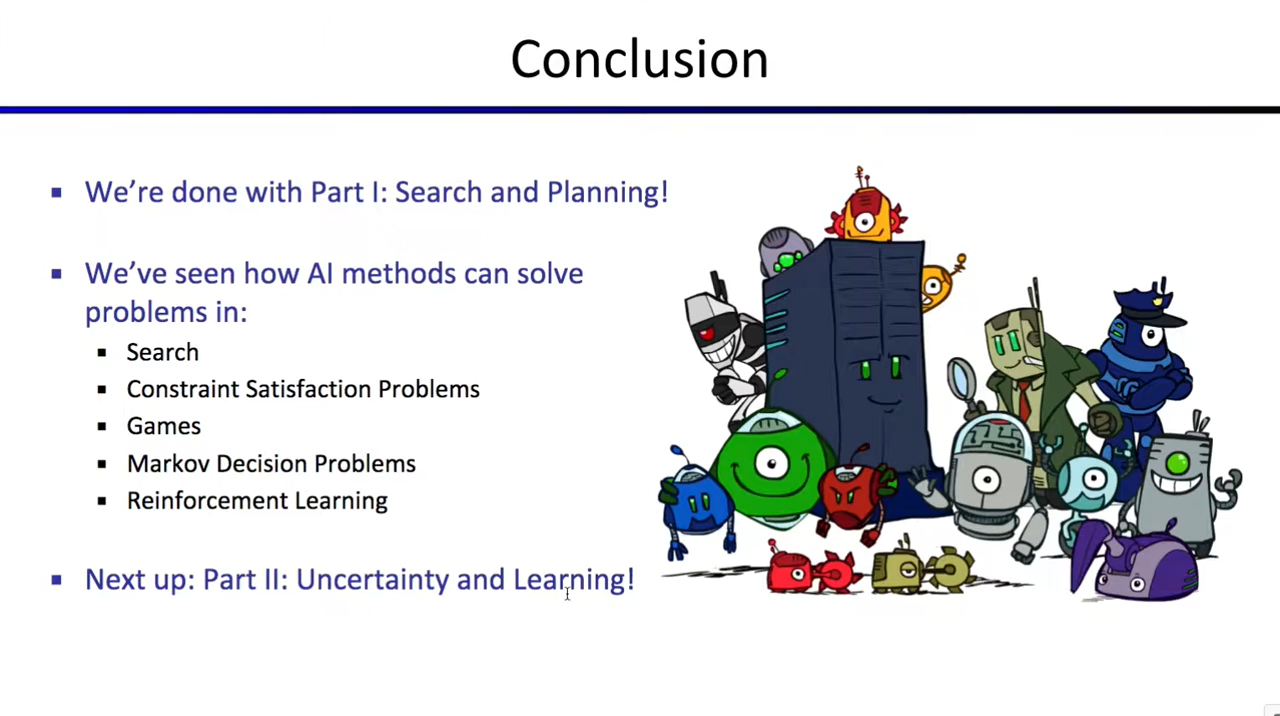 Conclusion
▪ We’re done with Part I: Search and Planning!
▪ We’ve seen how AI methods can solve
problems in:
▪ Search
▪ Constraint Satisfaction Problems
▪ Games
▪ Markov Decision Problems
▪ Reinforcement Learning
▪ Next up: Part II: Uncertainty and Learning!